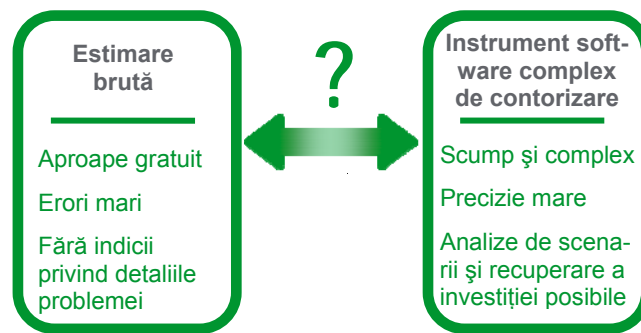 Estimare
brută
Aproape gratuit
Erori mari
Fără indicii
privind detaliile
problemei
?
Instrument soft-
ware complex
de contorizare
Scump şi complex
Precizie mare
Analize de scena-
rii şi recuperare a
investiției posibile